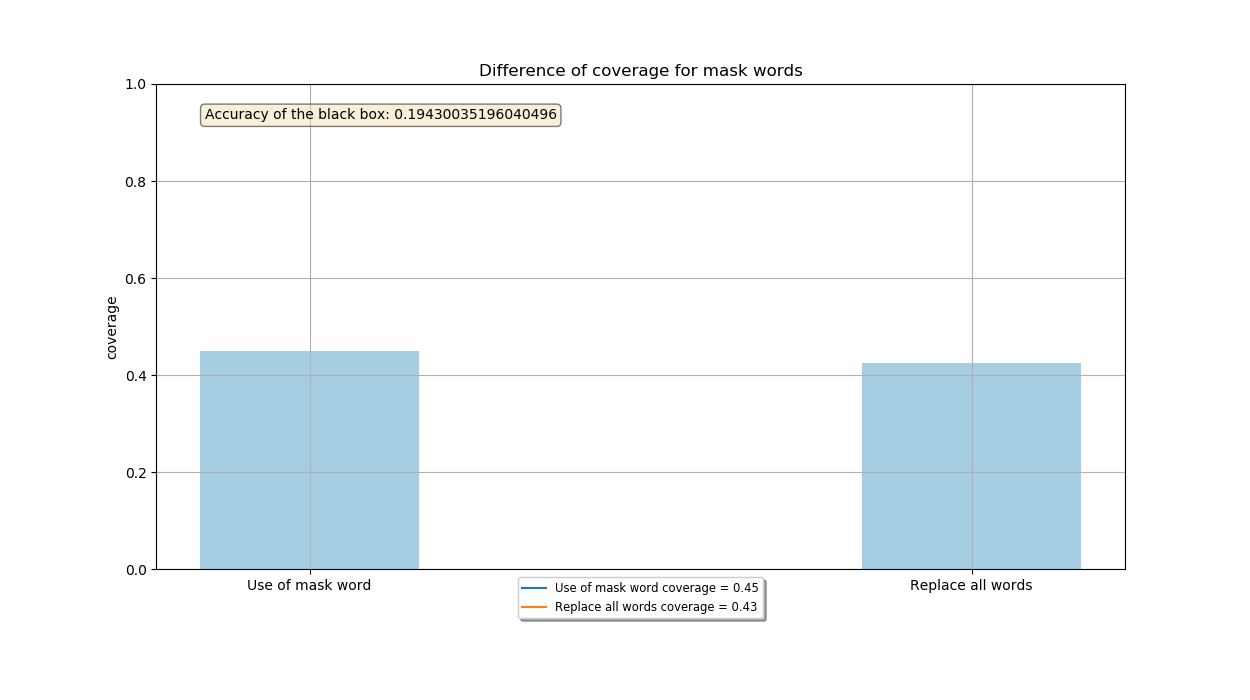 Difference of coverage for mask words
Accuracy of the black box: 0.19430035196040496
1.0
0.8
0.6
0.4
0.2
0.0
coverage
Use of mask word
Replace all words
Use of mask word coverage = 0.45
Replace all words coverage = 0.43